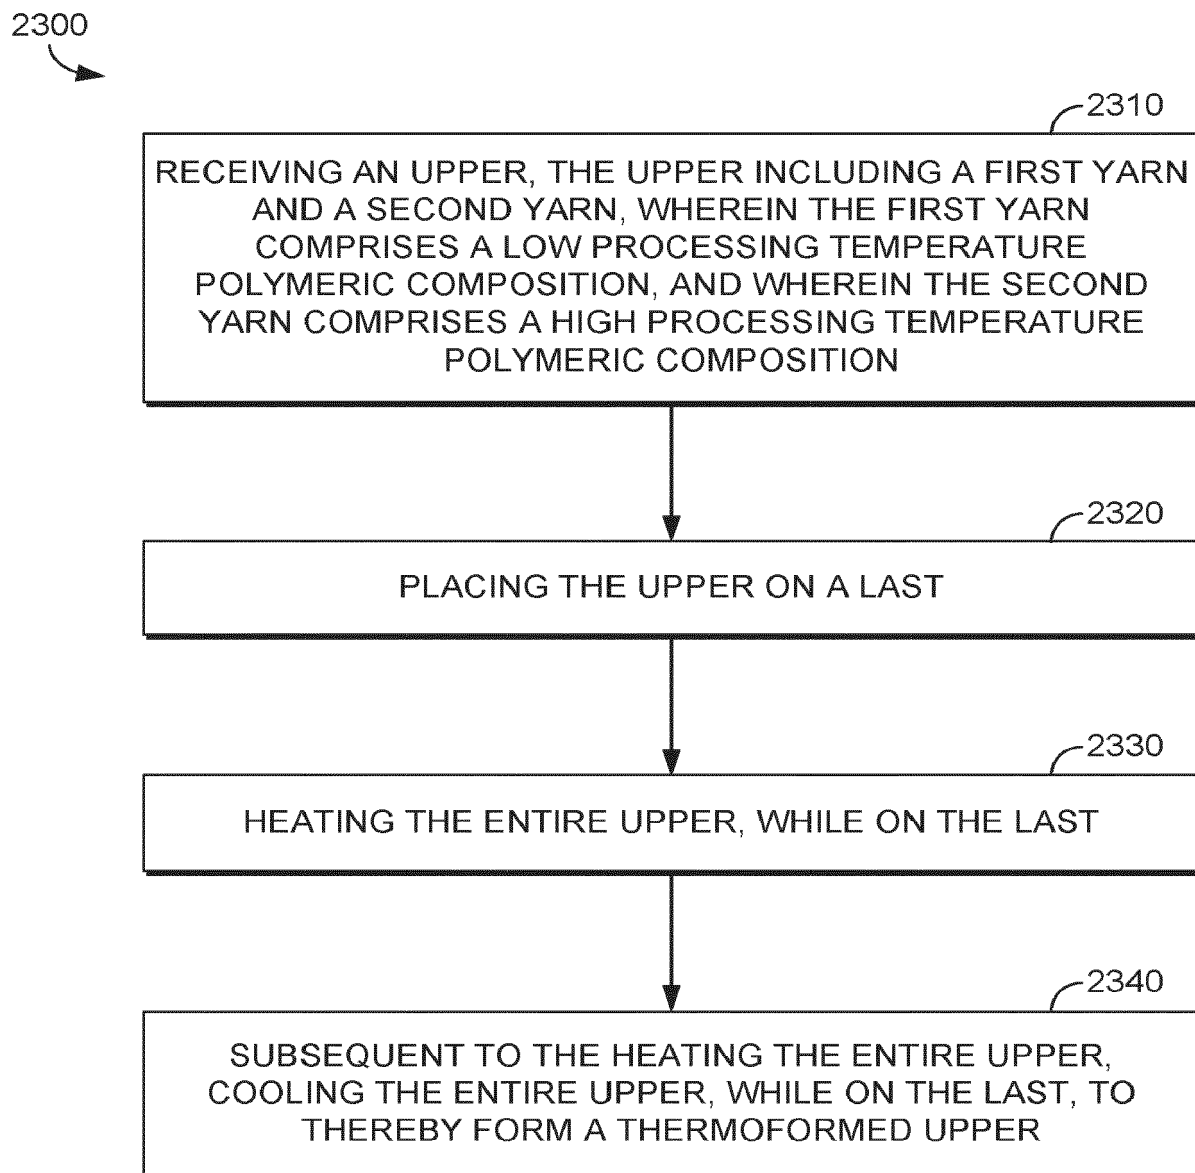 2300
2310
RECEIVING AN UPPER, THE UPPER INCLUDING A FIRST YARN
AND A SECOND YARN, WHEREIN THE FIRST YARN
COMPRISES A LOW PROCESSING TEMPERATURE
POLYMERIC COMPOSITION, AND WHEREIN THE SECOND
YARN COMPRISES A HIGH PROCESSING TEMPERATURE
POLYMERIC COMPOSITION
2320
PLACING THE UPPER ON A LAST
2330
HEATING THE ENTIRE UPPER, WHILE ON THE LAST
2340
SUBSEQUENT TO THE HEATING THE ENTIRE UPPER,
COOLING THE ENTIRE UPPER, WHILE ON THE LAST, TO
THEREBY FORM A THERMOFORMED UPPER